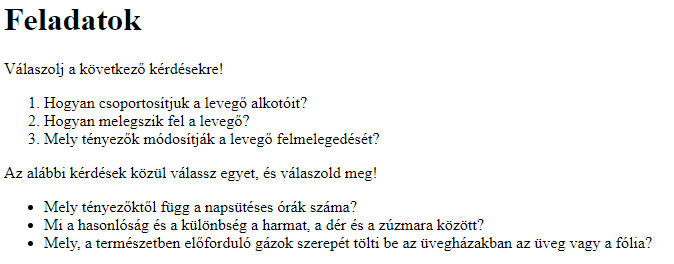 Feladatok
Válaszolj a következő kérdésekre!
1. Hogyan csoportosítjuk a levegő alkotóit?
2. Hogyan melegszik fel a levegő?
3. Mely tényezők módosítják a levegő felmelegedését?
Az alábbi kérdések közül válassz egyet, és válaszold meg!
• Mely tényezőktől függ a napsütéses órák száma?
• Mi a hasonlóság és a különbség a harmat, a dér és a zúzmara között?
• Mely, a természetben előforduló gázok szerepét tölti be az üvegházakban az üveg vagy a fólia?